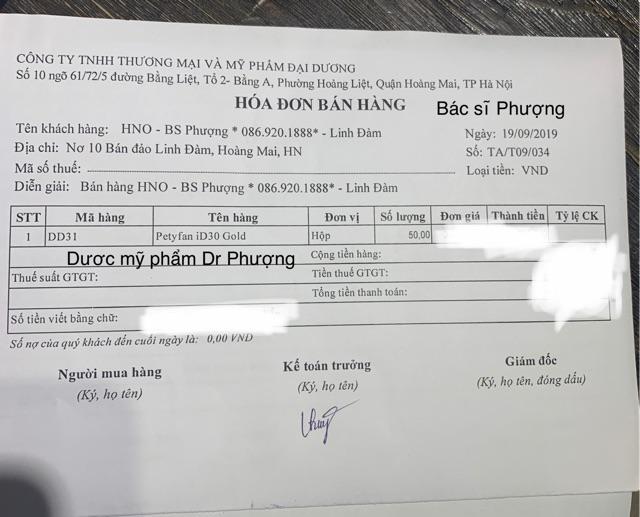 CÔNG TY TNHH THƯƠNG MẠI VÀ MỸ PHẨM ĐẠI DƯƠNG
Số 10 ngõ 61/72/5 đường Bằng Liệt, Tổ 2- Bằng A, Phường Hoàng Liệt, Quận Hoàng Mai, TP Hà Nội
HÓA ĐƠN BÁN HÀNG
Bác sĩ Phượng
Tên khách hàng: HNO - BS Phượng * 086.920.1888* - Linh Đàm
Ngày: 19/09/2019
Địa chỉ: Nơ 10 Bán đảo Linh Đàm, Hoàng Mai, HN
Số: TA/T09/034
Mã số thuế:
Loại tiền: VND
Diễn giải: Bán hàng HNO - BS Phượng * 086.920.1888* - Linh Đàm
STT Mã hàng Tên hàng Đơn vị Số lượng Đơn giá Thành tiền Tỷ lệ CK
1 DD31 Petyfan iD30 Gold Hộp 50,00
Dược mỹ phẩm Dr Phượng
Cộng tiền hàng:
Thuế suất GTGT: Tiền thuế GTGT:
Tổng tiền thanh toán:
Số tiền viết bằng chữ:
Số nợ của quý khách đến cuối ngày là: 0,00 VND
Người mua hàng Kế toán trưởng Giám đốc
(Ký, họ tên) (Ký, họ tên) (Ký, họ tên, đóng dấu)